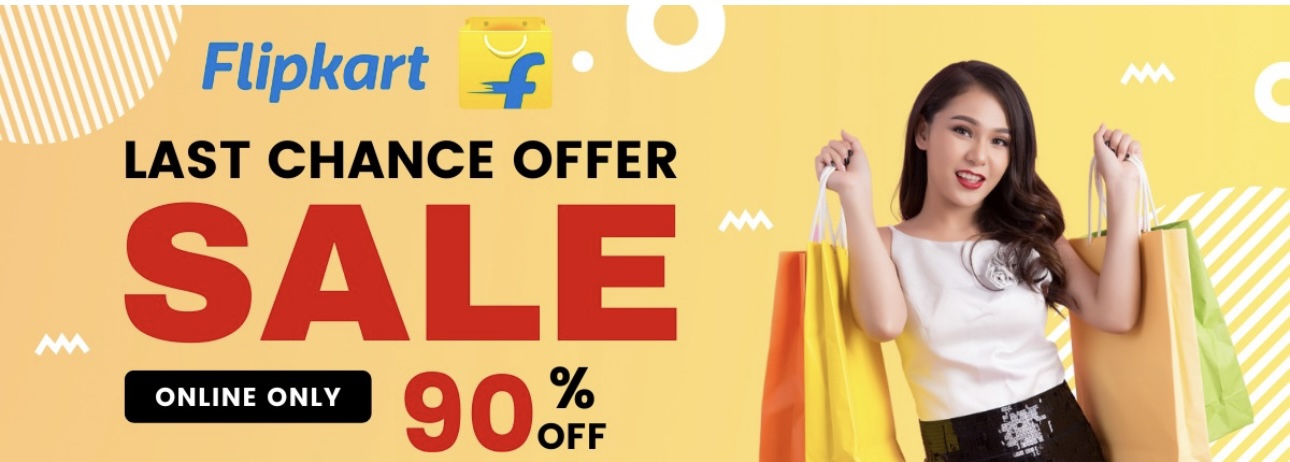 Flipkart
f
LAST CHANCE OFFER
SALE
ONLINE ONLY
90%
OFF